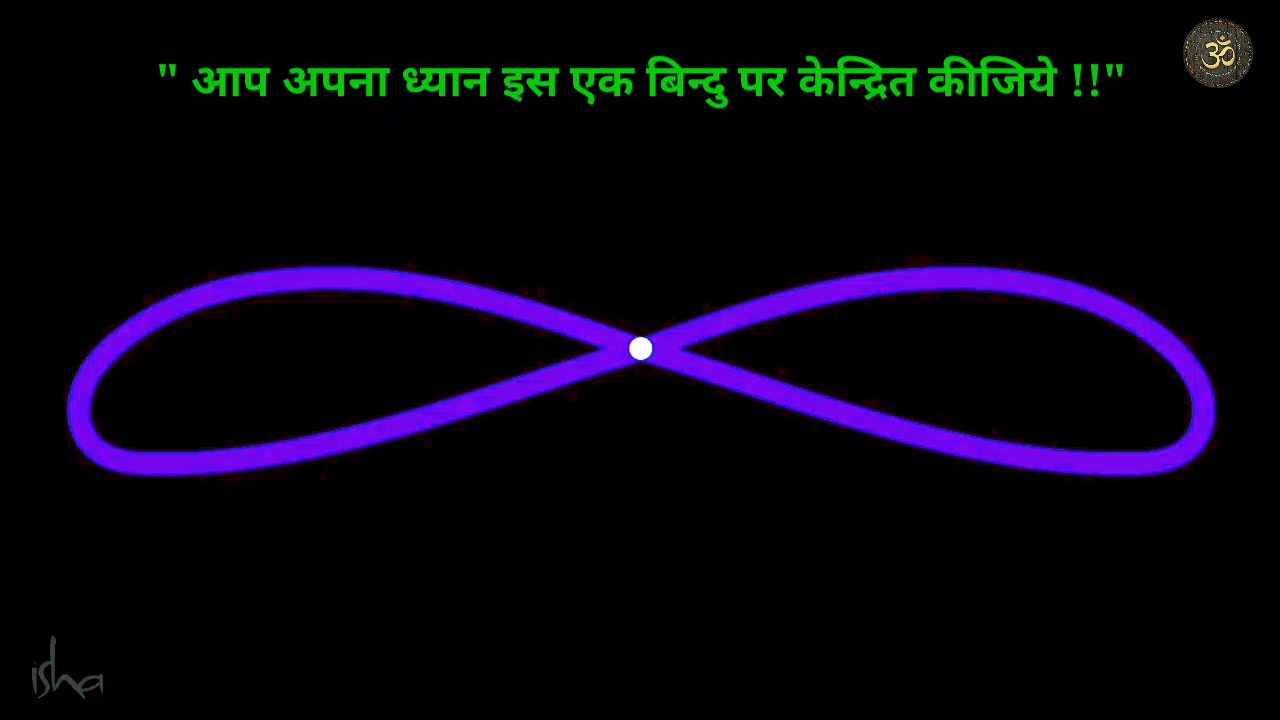 " आप अपना ध्यान इस एक बिन्दु पर केन्द्रित कीजिये !!"
ॐ
isha